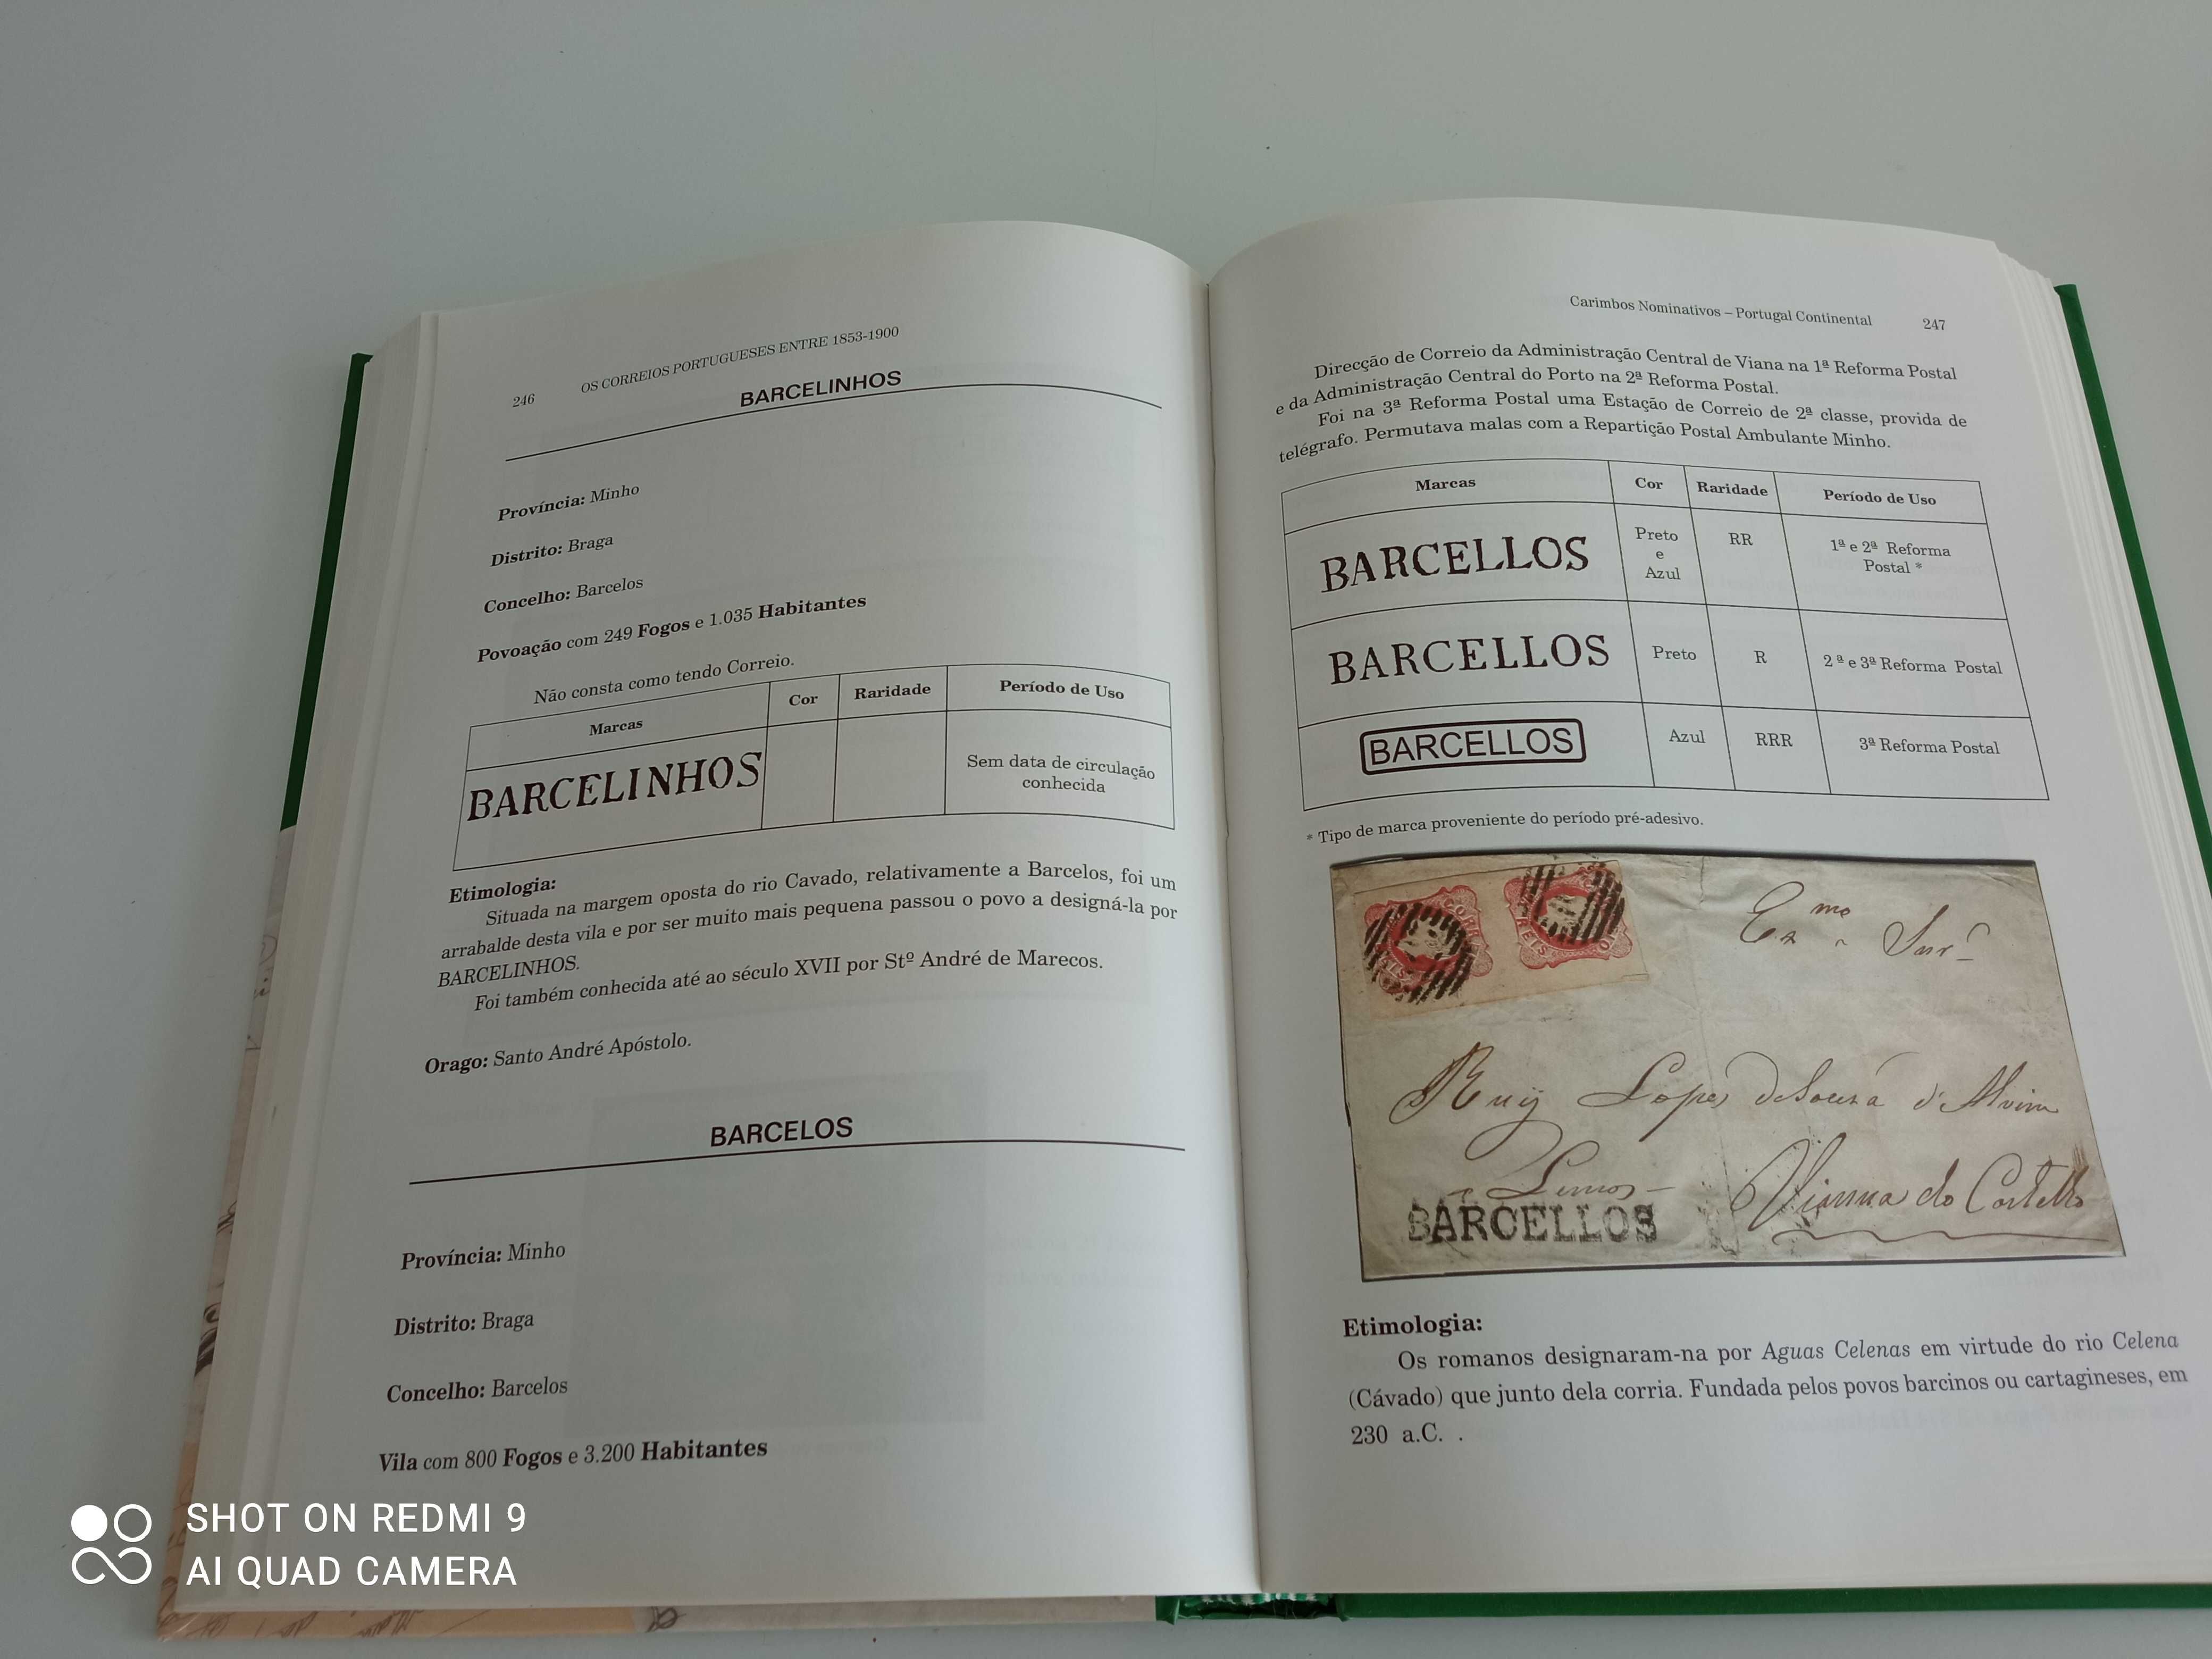 246
OS CORREIOS PORTUGUESES ENTRE 1853-1900
BARCELINHOS
Província: Minho
Distrito: Braga
Concelho: Barcelos
Povoação com 249 Fogos e 1.035 Habitantes
Não consta como tendo Correio.
Marcas Cor Raridade Período de Uso
BARCELINHOS
Sem data de circulação
conhecida
Etimologia:
Situada na margem oposta do rio Cavado, relativamente a Barcelos, foi um
arrabalde desta vila e por ser muito mais pequena passou o povo a designá-la por
BARCELINHOS.
Foi também conhecida até ao século XVII por Stº André de Marecos.
Orago: Santo André Apóstolo.
BARCELOS
Província: Minho
Distrito: Braga
Concelho: Barcelos
Vila com 800 Fogos e 3.200 Habitantes
Carimbos Nominativos – Portugal Continental
247
Direcção de Correio da Administração Central de Viana na 1ª Reforma Postal
e da Administração Central do Porto na 2ª Reforma Postal.
Foi na 3ª Reforma Postal uma Estação de Correio de 2ª classe, provida de
telégrafo. Permutava malas com a Repartição Postal Ambulante Minho.
Marcas Cor Raridade Período de Uso
BARCELLOS
Preto
e
Azul
RR
1ª e 2ª Reforma
Postal *
BARCELLOS Preto R 2 ª e 3ª Reforma Postal
BARCELLOS Azul RRR 3ª Reforma Postal
* Tipo de marca proveniente do período pré-adesivo.
Ruy Lopes de Souza d'Alvim
Lemos
Vianna do Castello
BARCELLOS
Etimologia:
Os romanos designaram-na por Aguas Celenas em virtude do rio Celena
(Cávado) que junto dela corria. Fundada pelos povos barcinos ou cartagineses, em
230 a.C. .
SHOT ON REDMI 9
AI QUAD CAMERA